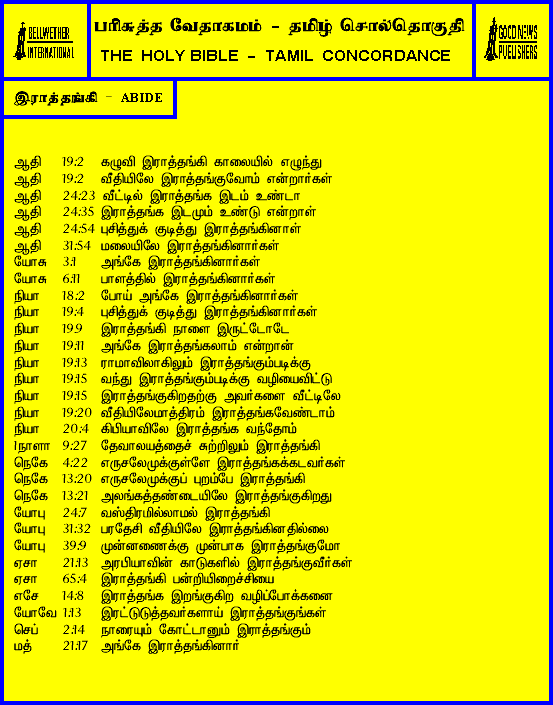 BELLWETHER
INTERNATIONAL
பரிசுத்த வேதாகமம் - தமிழ் சொல்தொகுதி
THE HOLY BIBLE - TAMIL CONCORDANCE
GOOD NEWS
PUBLISHERS
இராத்தங்கி - ABIDE
ஆதி 19:2 கழுவி இராத்தங்கி காலையில் எழுந்து
ஆதி 19:2 வீதியிலே இராத்தங்குவோம் என்றார்கள்
ஆதி 24:23 வீட்டில் இராத்தங்க இடம் உண்டா
ஆதி 24:35 இராத்தங்க இடமும் உண்டு என்றாள்
ஆதி 24:54 புசித்துக் குடித்து இராத்தங்கினாள்
ஆதி 31:54 மலையிலே இராத்தங்கினார்கள்
யோசு 3:1 அங்கே இராத்தங்கினார்கள்
யோசு 6:11 பாளத்தில் இராத்தங்கினார்கள்
நியா 18:2 போய் அங்கே இராத்தங்கினார்கள்
நியா 19:4 புசித்துக் குடித்து இராத்தங்கினார்கள்
நியா 19.9 இராத்தங்கி நாளை இருட்டோடே
நியா 19:11 அங்கே இராத்தங்கலாம் என்றான்
நியா 19:13 ராமாவிலாகிலும் இராத்தங்கும்படிக்கு
நியா 19:15 வந்து இராத்தங்கும்படிக்கு வழியைவிட்டு
நியா 19:15 இராத்தங்குகிறதற்கு அவர்களை வீட்டிலே
நியா 19:20 வீதியிலேமாத்திரம் இராத்தங்கவேண்டாம்
நியா 20:4 கிபியாவிலே இராத்தங்க வந்தோம்
1நாளா 9:27 தேவாலயத்தைச் சுற்றிலும் இராத்தங்கி
நெகே 4:22 எருசலேமுக்குள்ளே இராத்தங்கக்கடவர்கள்
நெகே 13:20 எருசலேமுக்குப் புறம்பே இராத்தங்கி
நெகே 13:21 அலங்கத்தண்டையிலே இராத்தங்குகிறது
யோபு 24:7 வஸ்திரமில்லாமல் இராத்தங்கி
யோபு 31:32 பரதேசி வீதியிலே இராத்தங்கினதில்லை
யோபு 39:9 முன்னணைக்கு முன்பாக இராத்தங்குமோ
ஏசா 21:13 அரபியாவின் காடுகளில் இராத்தங்குவீர்கள்
ஏசா 65:4 இராத்தங்கி பன்றியிறைச்சியை
எசே 14:8 இராத்தங்க இறங்குகிற வழிப்போக்கனை
யோவே 1:13 இரட்டுடுத்தவர்களாய் இராத்தங்குங்கள்
செப் 2:14 நாரையும் கோட்டானும் இராத்தங்கும்
மத் 21:17 அங்கே இராத்தங்கினார்